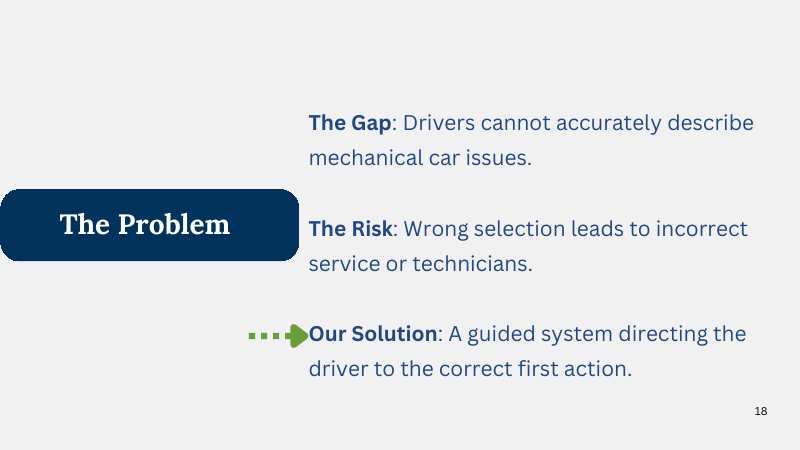 The Gap: Drivers cannot accurately describe
mechanical car issues.
The Problem
The Risk: Wrong selection leads to incorrect
service or technicians.
Our Solution: A guided system directing the
driver to the correct first action.
18